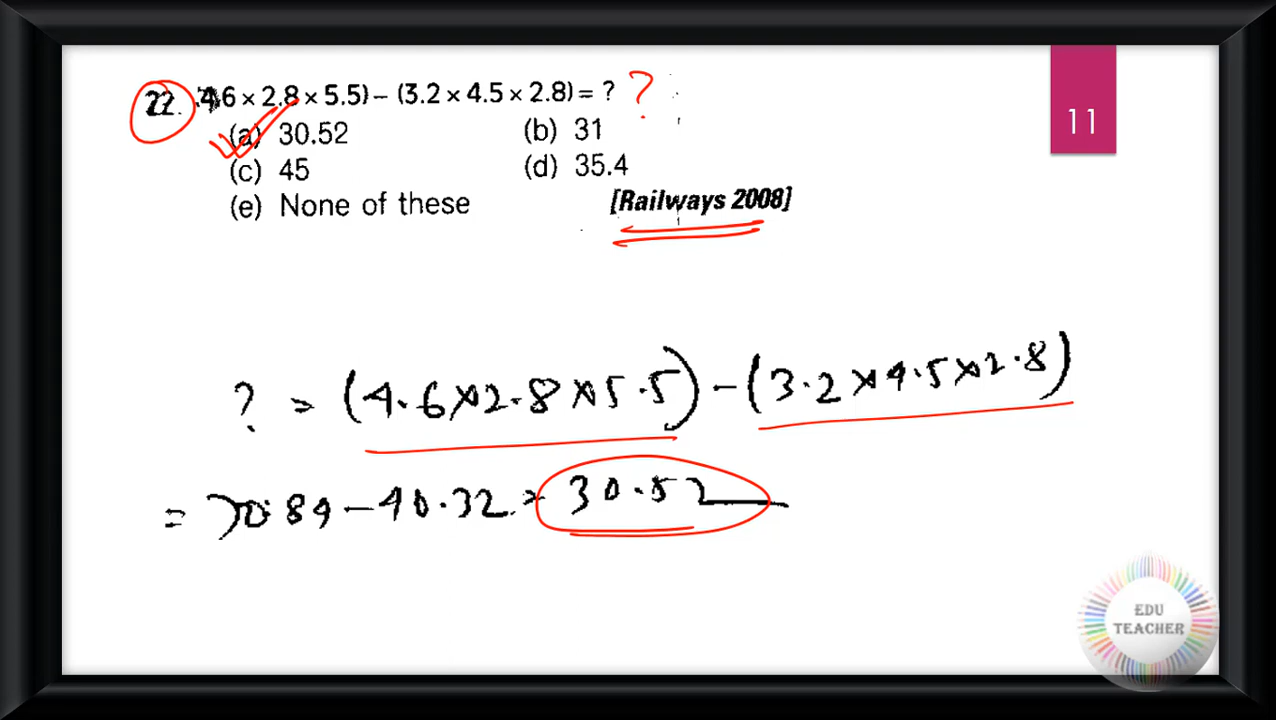 11
22. 4.6 × 2.8 × 5.5) – (3.2 × 4.5 × 2.8) = ? ?
(a) 30.52 (b) 31
(c) 45 (d) 35.4
(e) None of these [Railways 2008]
? = (4.6×2.8×5.5) - (3.2×4.5×2.8)
= 70.84 - 40.32 = 30.52
EDU
TEACHER